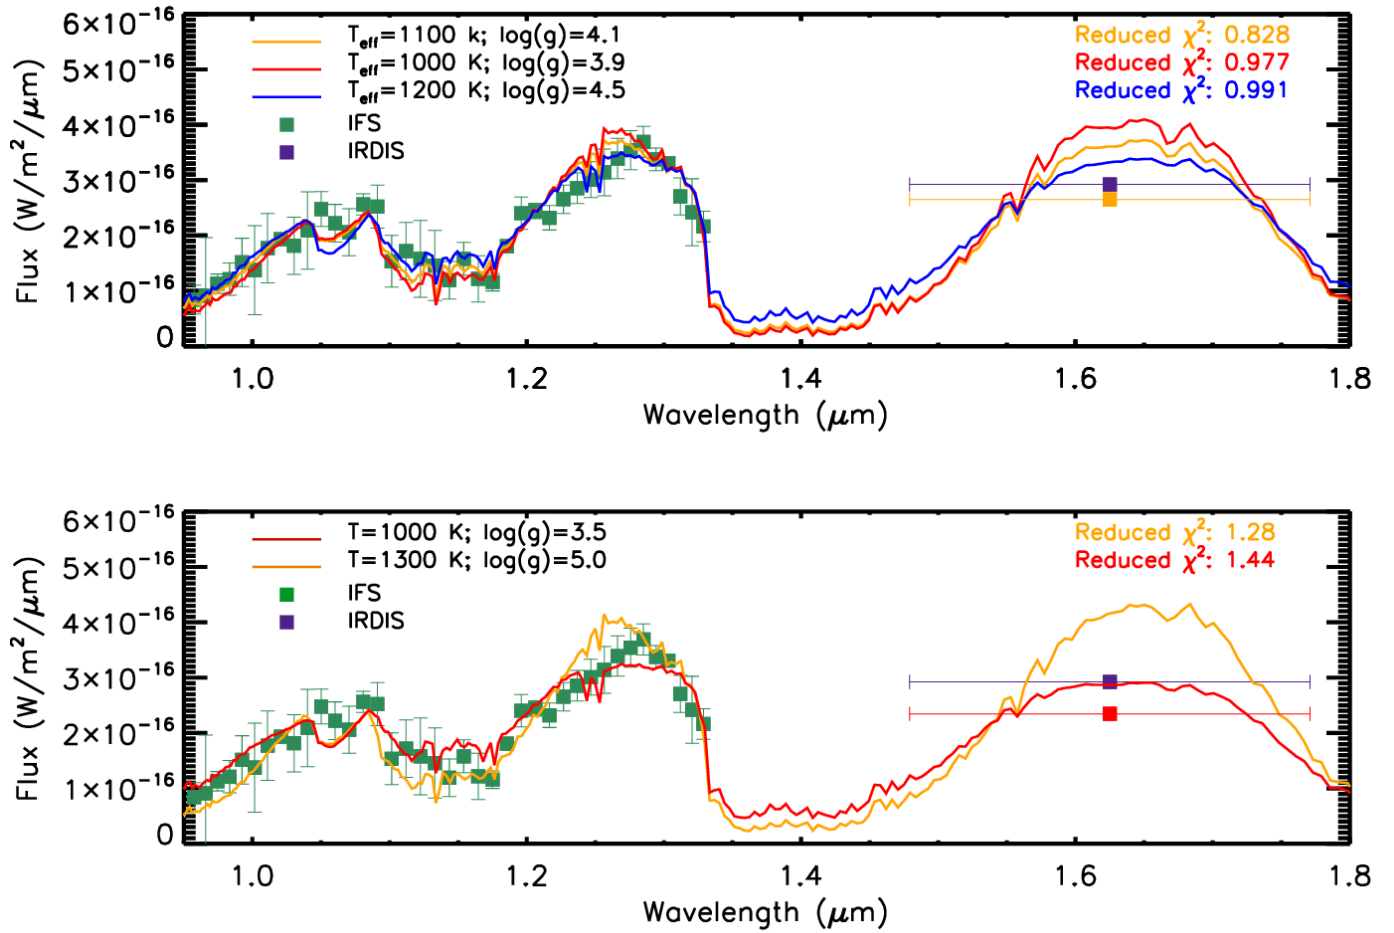 6×10⁻¹⁶
T_eff=1100 k; log(g)=4.1
Reduced χ²: 0.828
T_eff=1000 K; log(g)=3.9
Reduced χ²: 0.977
5×10⁻¹⁶
T_eff=1200 K; log(g)=4.5
Reduced χ²: 0.991
4×10⁻¹⁶
IFS
IRDIS
3×10⁻¹⁶
2×10⁻¹⁶
1×10⁻¹⁶
0
Flux (W/m²/μm)
1.0 1.2 1.4 1.6 1.8
Wavelength (μm)
6×10⁻¹⁶
T=1000 K; log(g)=3.5
Reduced χ²: 1.28
T=1300 K; log(g)=5.0
Reduced χ²: 1.44
5×10⁻¹⁶
IFS
IRDIS
4×10⁻¹⁶
3×10⁻¹⁶
2×10⁻¹⁶
1×10⁻¹⁶
0
Flux (W/m²/μm)
1.0 1.2 1.4 1.6 1.8
Wavelength (μm)